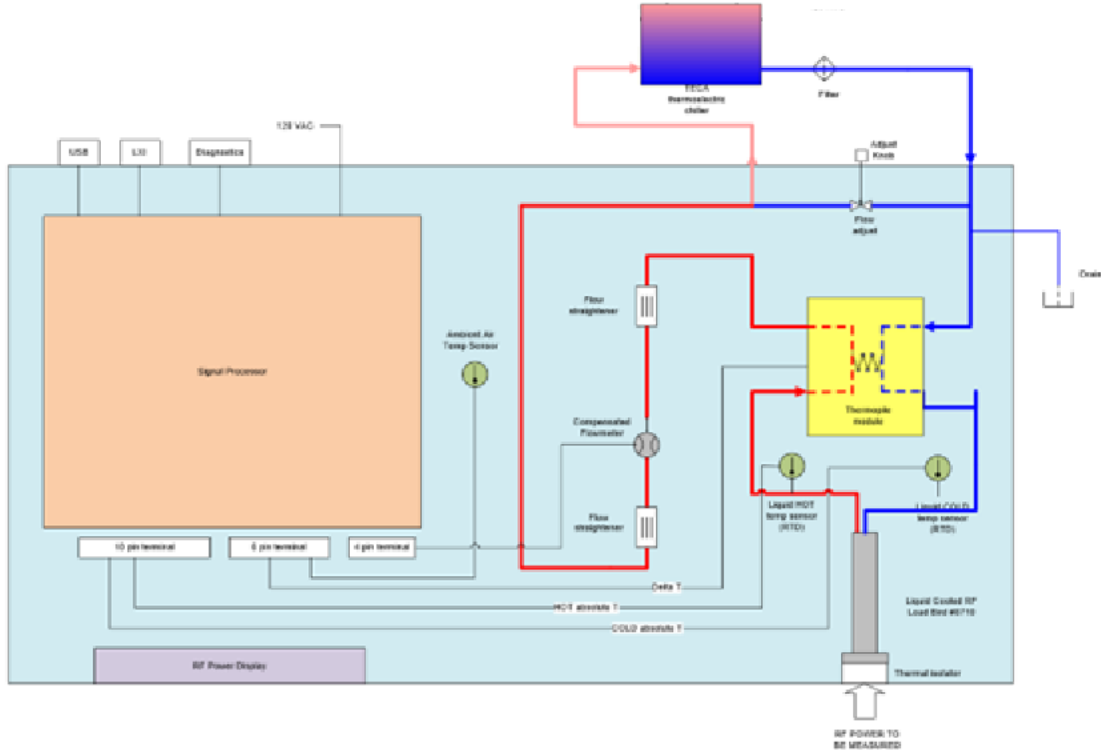 TECA
thermoelectric
chiller
Filter
120 VAC
USB
LXI
Diagnostics
Adjust
Knob
Flow
adjust
Drain
Flow
straightener
Ambient Air
Temp Sensor
Signal Processor
Thermopile
module
Compensated
Flowmeter
Liquid HOT
temp sensor
(RTD)
Liquid COLD
temp sensor
(RTD)
Flow
straightener
10 pin terminal
6 pin terminal
4 pin terminal
Delta T
HOT absolute T
COLD absolute T
Liquid Cooled RF
Load Bird #8710
RF Power Display
Thermal Isolator
RF POWER TO
BE MEASURED